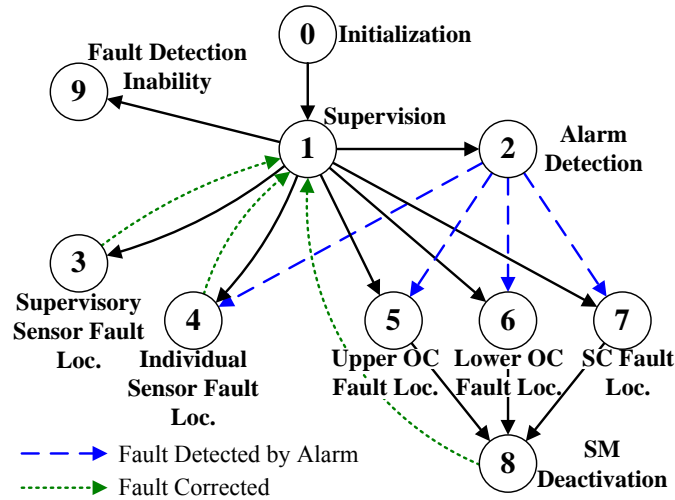 0
Initialization
Fault Detection
Inability
9
Supervision
1
2
Alarm
Detection
3
Supervisory
Sensor Fault
Loc.
4
Individual
Sensor Fault
Loc.
5
Upper OC
Fault Loc.
6
Lower OC
Fault Loc.
7
SC Fault
Loc.
8
SM
Deactivation
Fault Detected by Alarm
Fault Corrected